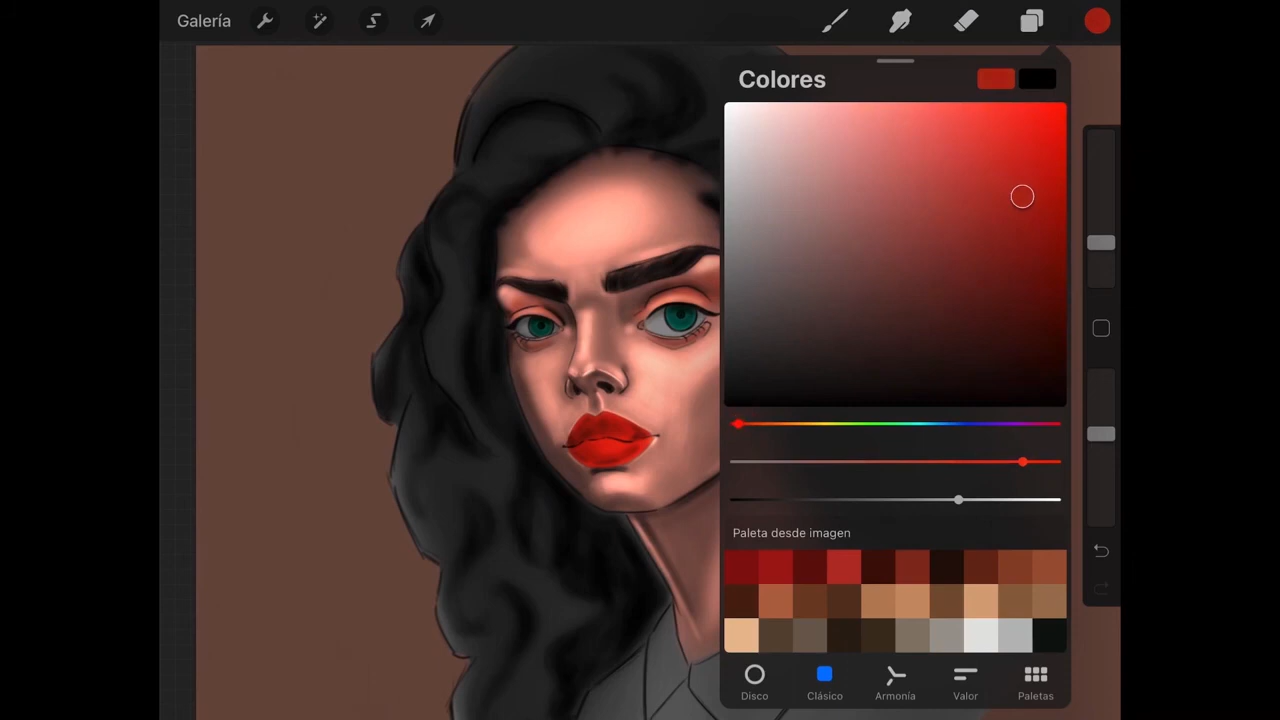 Galería
Colores
Paleta desde imagen
Disco
Clásico
Armonía
Valor
Paletas